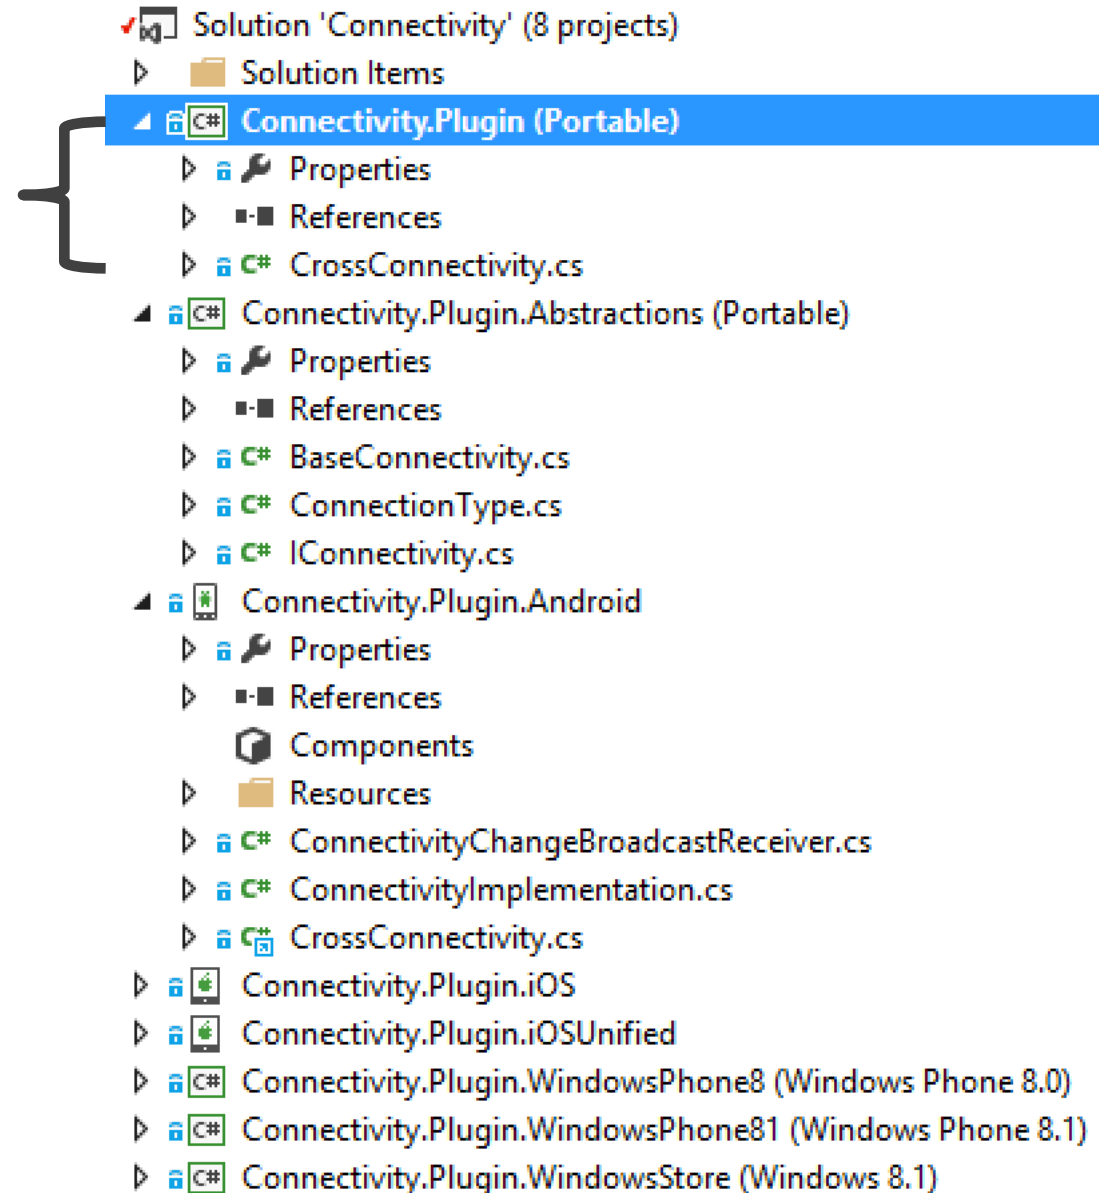 Solution 'Connectivity' (8 projects)
Solution Items
C# Connectivity.Plugin (Portable)
Properties
References
C# CrossConnectivity.cs
C# Connectivity.Plugin.Abstractions (Portable)
Properties
References
C# BaseConnectivity.cs
C# ConnectionType.cs
C# IConnectivity.cs
Connectivity.Plugin.Android
Properties
References
Components
Resources
C# ConnectivityChangeBroadcastReceiver.cs
C# ConnectivityImplementation.cs
C# CrossConnectivity.cs
Connectivity.Plugin.iOS
Connectivity.Plugin.iOSUnified
C# Connectivity.Plugin.WindowsPhone8 (Windows Phone 8.0)
C# Connectivity.Plugin.WindowsPhone81 (Windows Phone 8.1)
C# Connectivity.Plugin.WindowsStore (Windows 8.1)